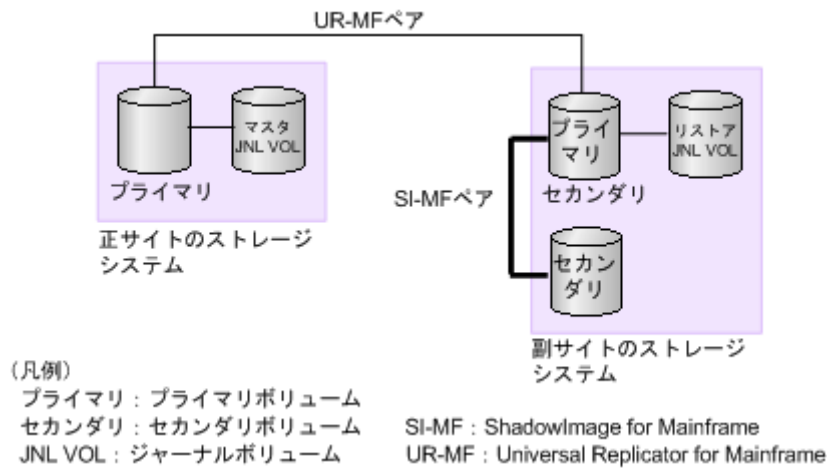 UR-MFペア
マスタ
JNL VOL
プライマリ
正サイトのストレージ
システム
プライ
マリ
リストア
JNL VOL
セカンダリ
SI-MFペア
セカン
ダリ
副サイトのストレージ
システム
（凡例）
プライマリ：プライマリボリューム
セカンダリ：セカンダリボリューム
JNL VOL：ジャーナルボリューム
SI-MF：ShadowImage for Mainframe
UR-MF：Universal Replicator for Mainframe